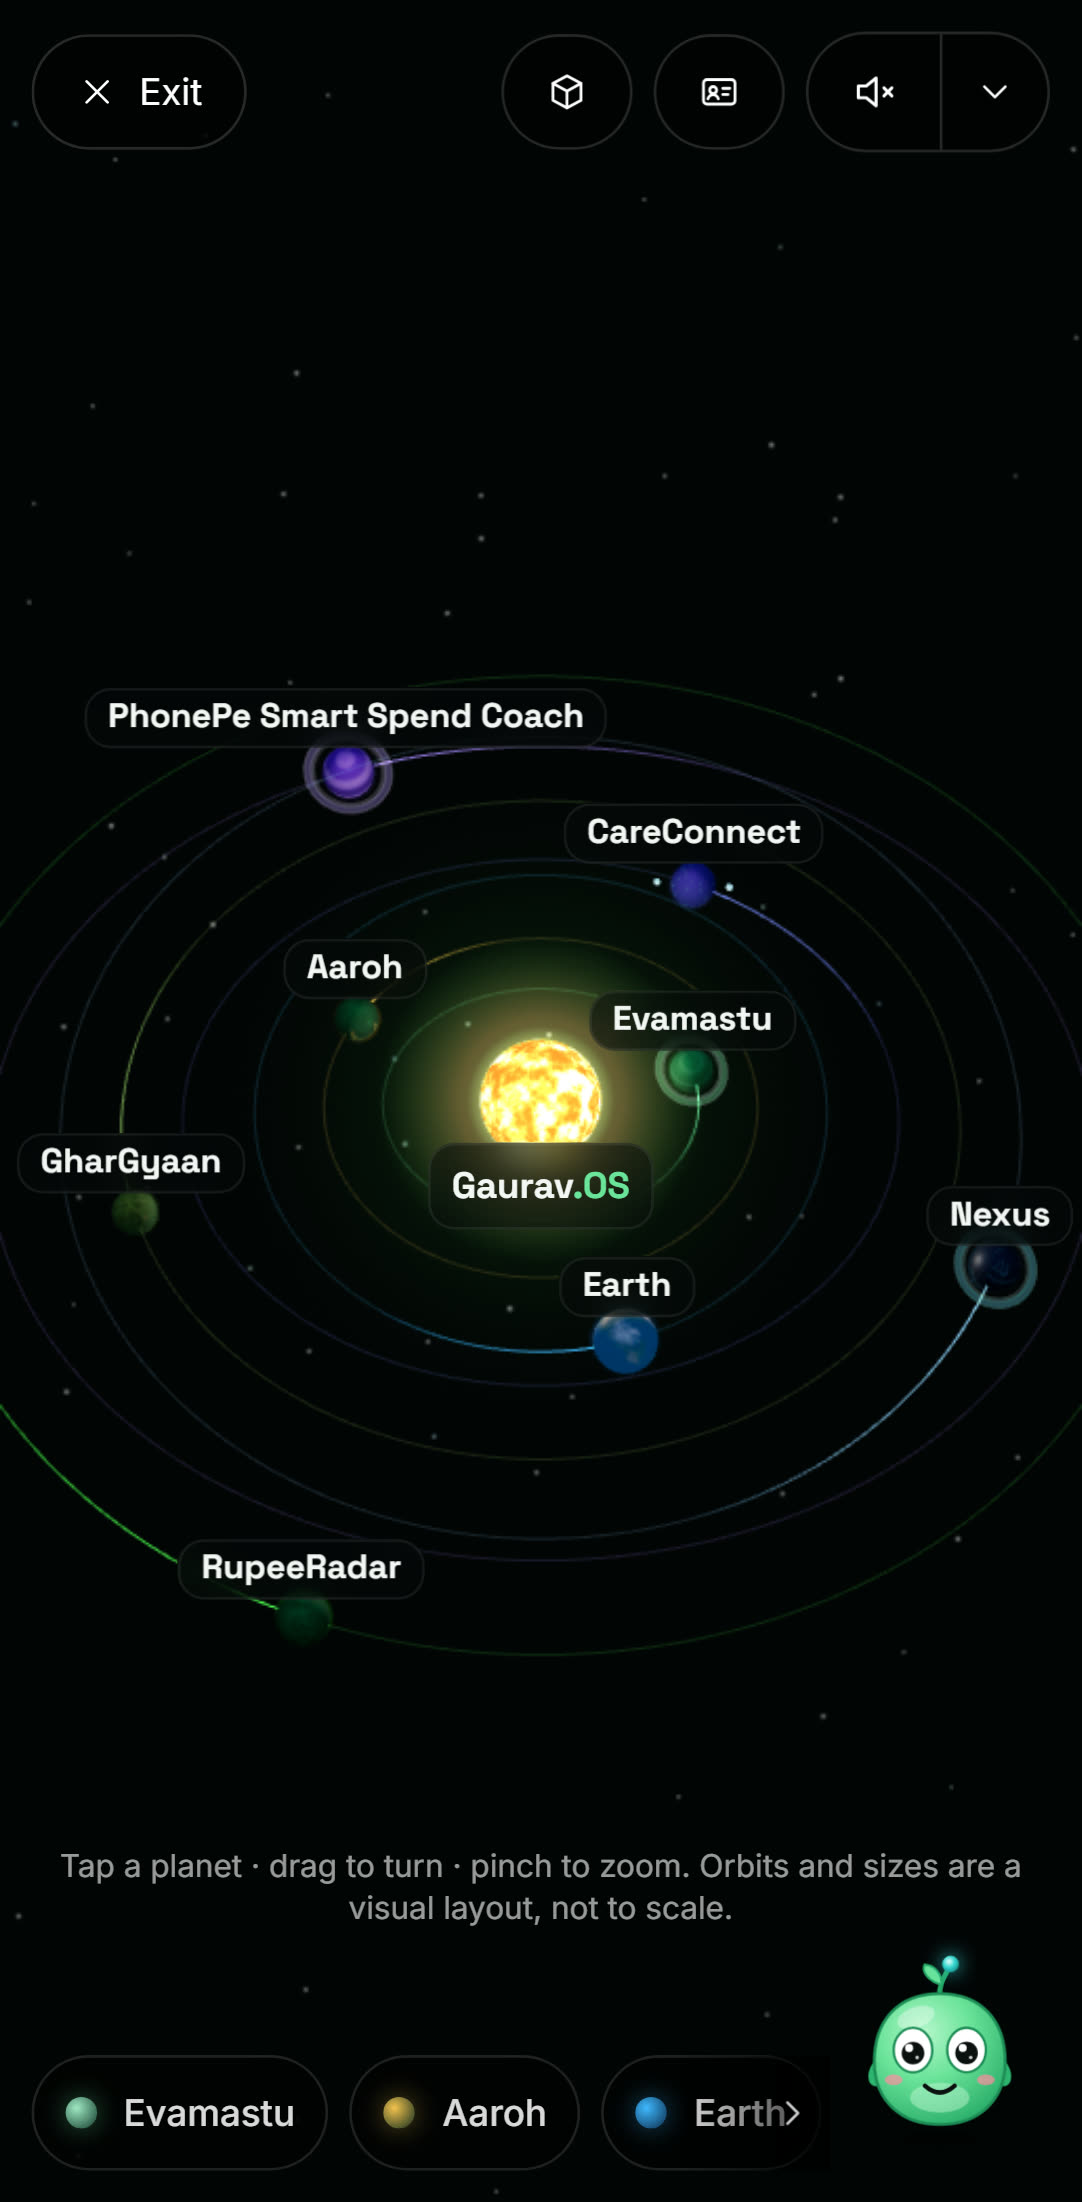 Exit
PhonePe Smart Spend Coach
CareConnect
Aaroh
Evamastu
GharGyaan
Gaurav.OS
Nexus
Earth
RupeeRadar
Tap a planet · drag to turn · pinch to zoom. Orbits and sizes are a
visual layout, not to scale.
Evamastu
Aaroh
Earth